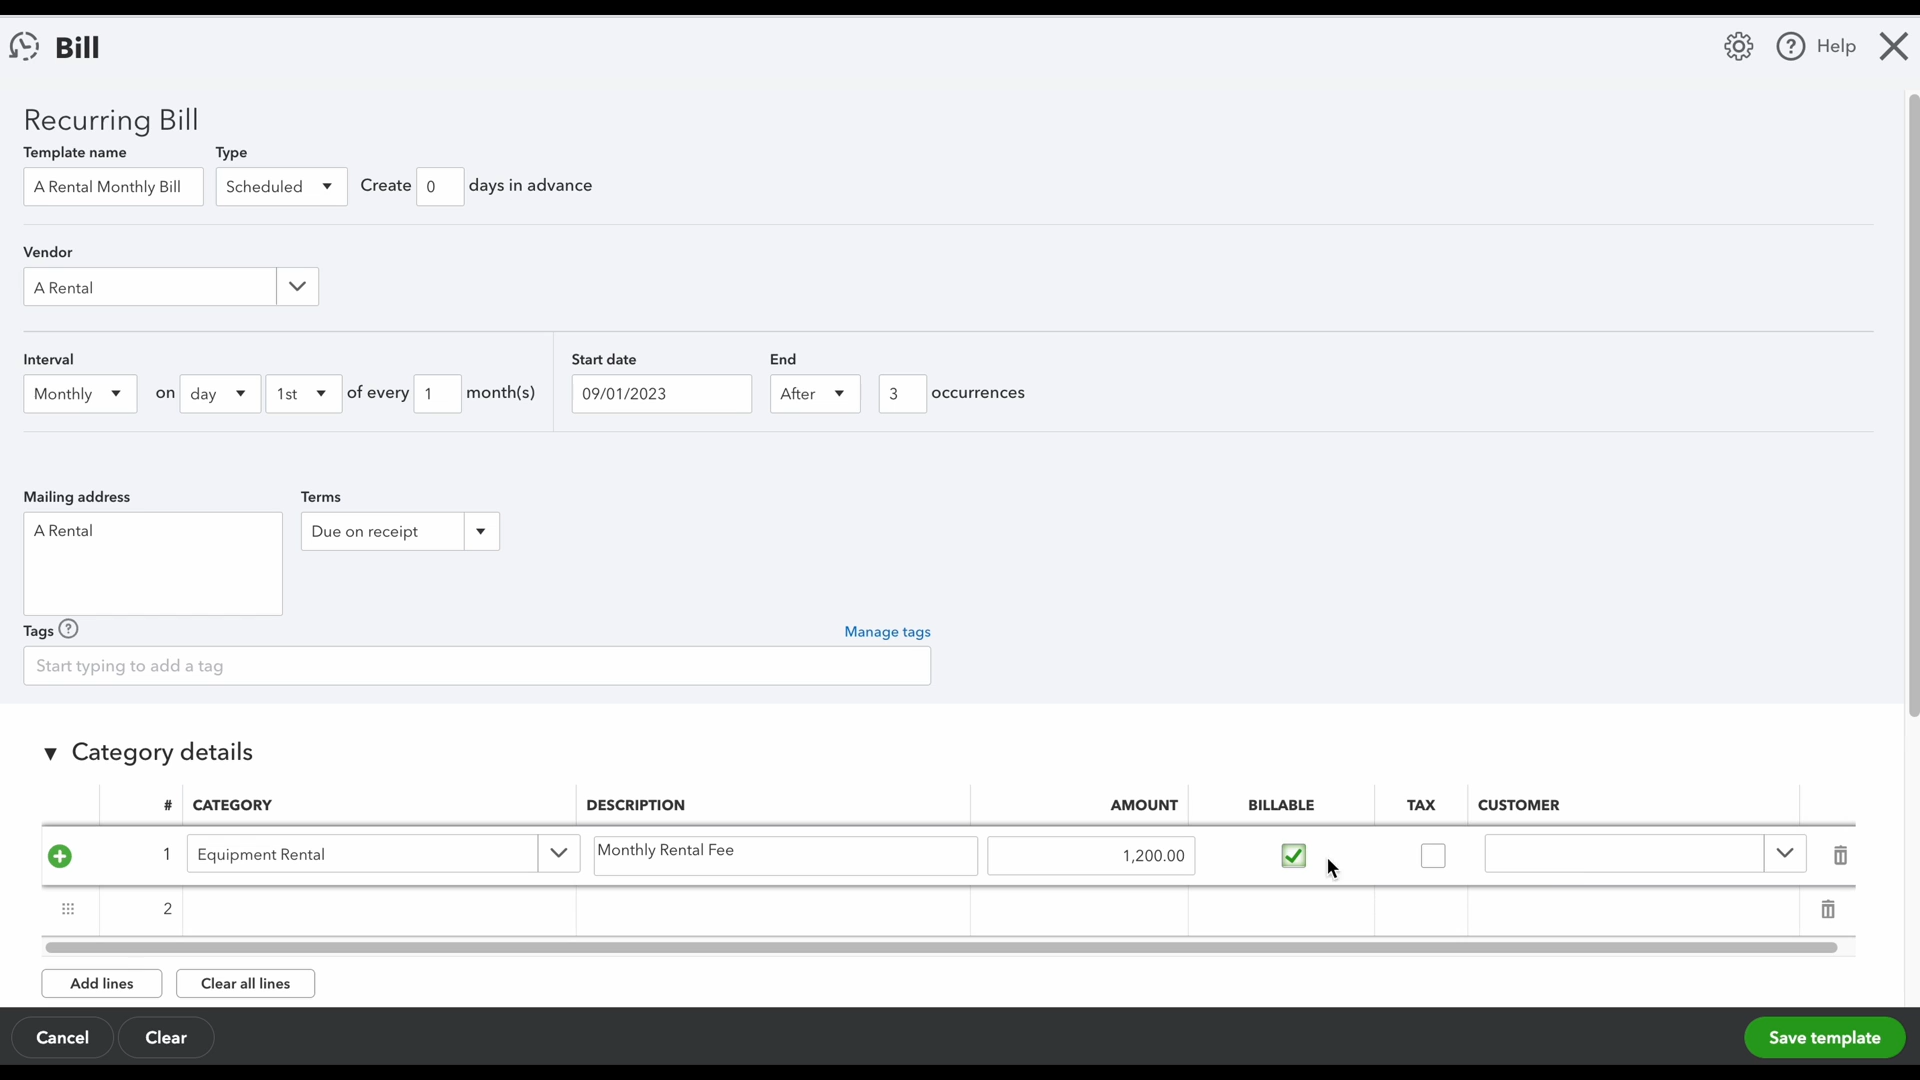 Bill
Help
Recurring Bill
Template name Type
A Rental Monthly Bill Scheduled Create 0 days in advance
Vendor
A Rental
Interval Start date End
Monthly on day 1st of every 1 month(s) 09/01/2023 After 3 occurrences
Mailing address Terms
A Rental Due on receipt
Tags ? Manage tags
Start typing to add a tag
Category details
# CATEGORY DESCRIPTION AMOUNT BILLABLE TAX CUSTOMER
1 Equipment Rental Monthly Rental Fee 1,200.00
2
Add lines Clear all lines
Cancel Clear Save template